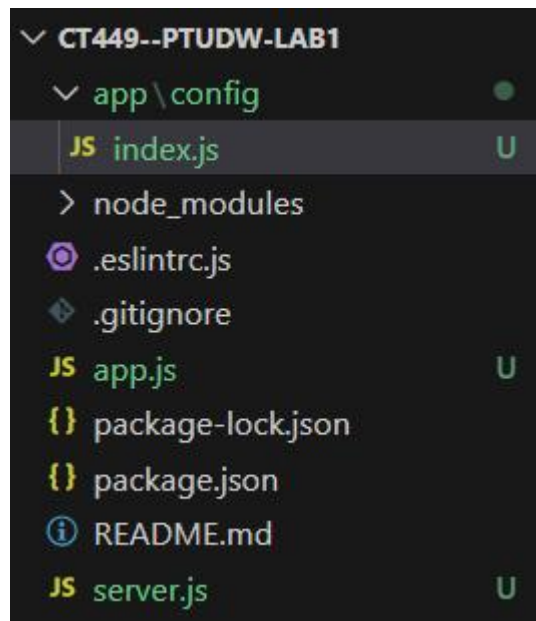 CT449--PTUDW-LAB1
app\config
JS index.js U
node_modules
.eslintrc.js
.gitignore
JS app.js U
{} package-lock.json
{} package.json
README.md
JS server.js U